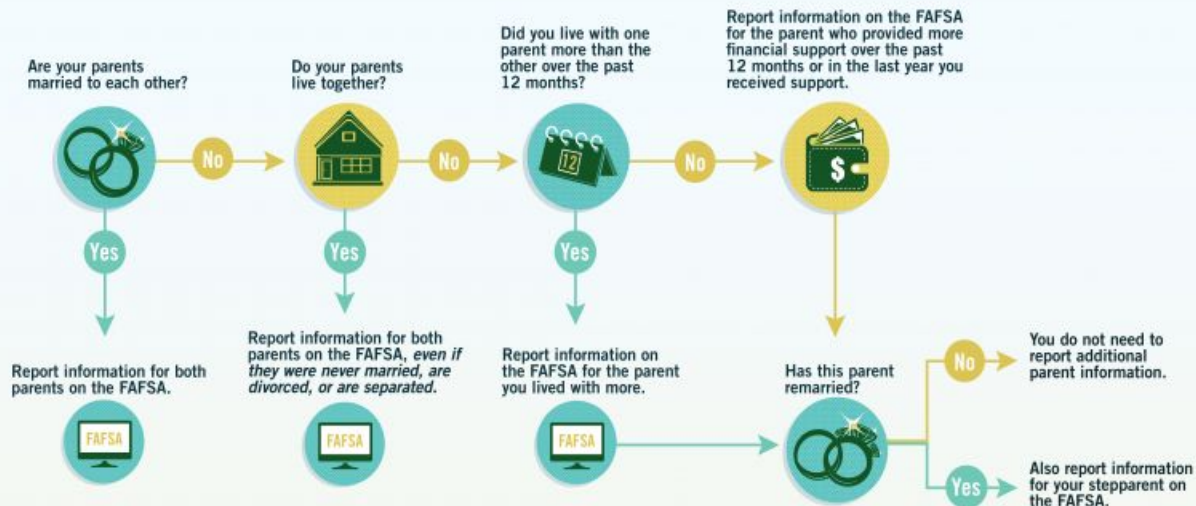 Are your parents
married to each other?
No
Yes
Report information for both
parents on the FAFSA.
FAFSA
Do your parents
live together?
No
Yes
Report information for both
parents on the FAFSA, even if
they were never married, are
divorced, or are separated.
FAFSA
Did you live with one
parent more than the
other over the past
12 months?
12
No
Yes
Report information on
the FAFSA for the parent
you lived with more.
FAFSA
Report information on the FAFSA
for the parent who provided more
financial support over the past
12 months or in the last year you
received support.
$
Has this parent
remarried?
No
You do not need to
report additional
parent information.
Yes
Also report information
for your stepparent on
the FAFSA.